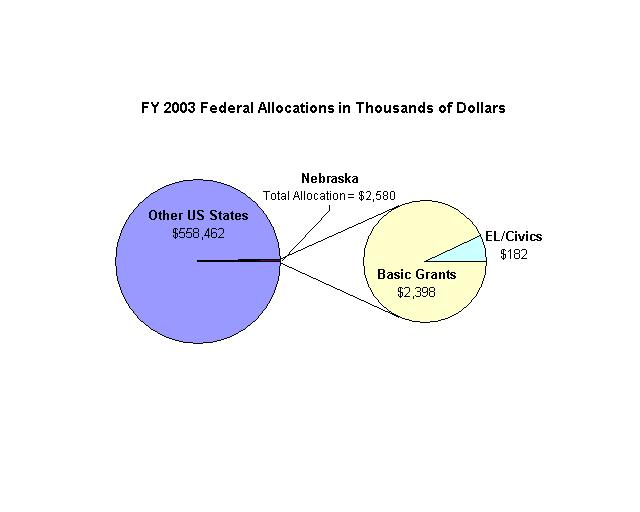 FY 2003 Federal Allocations in Thousands of Dollars
Nebraska
Total Allocation = $2,580
Other US States
$558,462
EL/Civics
$182
Basic Grants
$2,398